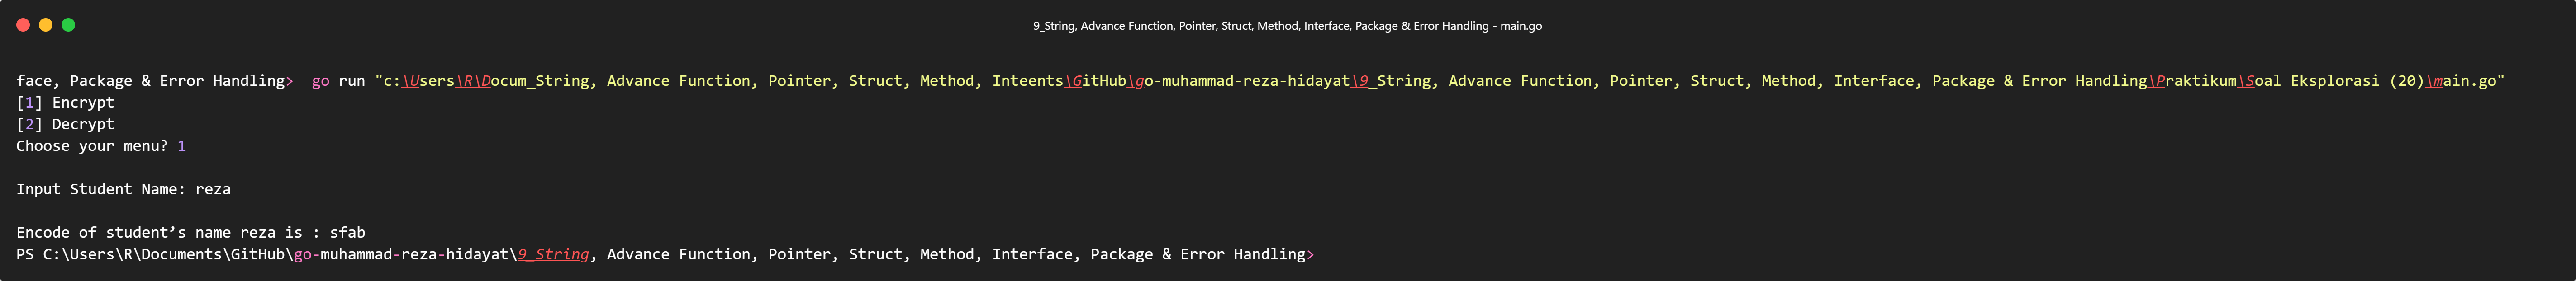 9_String, Advance Function, Pointer, Struct, Method, Interface, Package & Error Handling - main.go
face, Package & Error Handling>  go run "c:\Users\R\Docum_String, Advance Function, Pointer, Struct, Method, Inteents\GitHub\go-muhammad-reza-hidayat\9_String, Advance Function, Pointer, Struct, Method, Interface, Package & Error Handling\Praktikum\Soal Eksplorasi (20)\main.go"
[1] Encrypt
[2] Decrypt
Choose your menu? 1
Input Student Name: reza
Encode of student’s name reza is : sfab
PS C:\Users\R\Documents\GitHub\go-muhammad-reza-hidayat\9_String, Advance Function, Pointer, Struct, Method, Interface, Package & Error Handling>